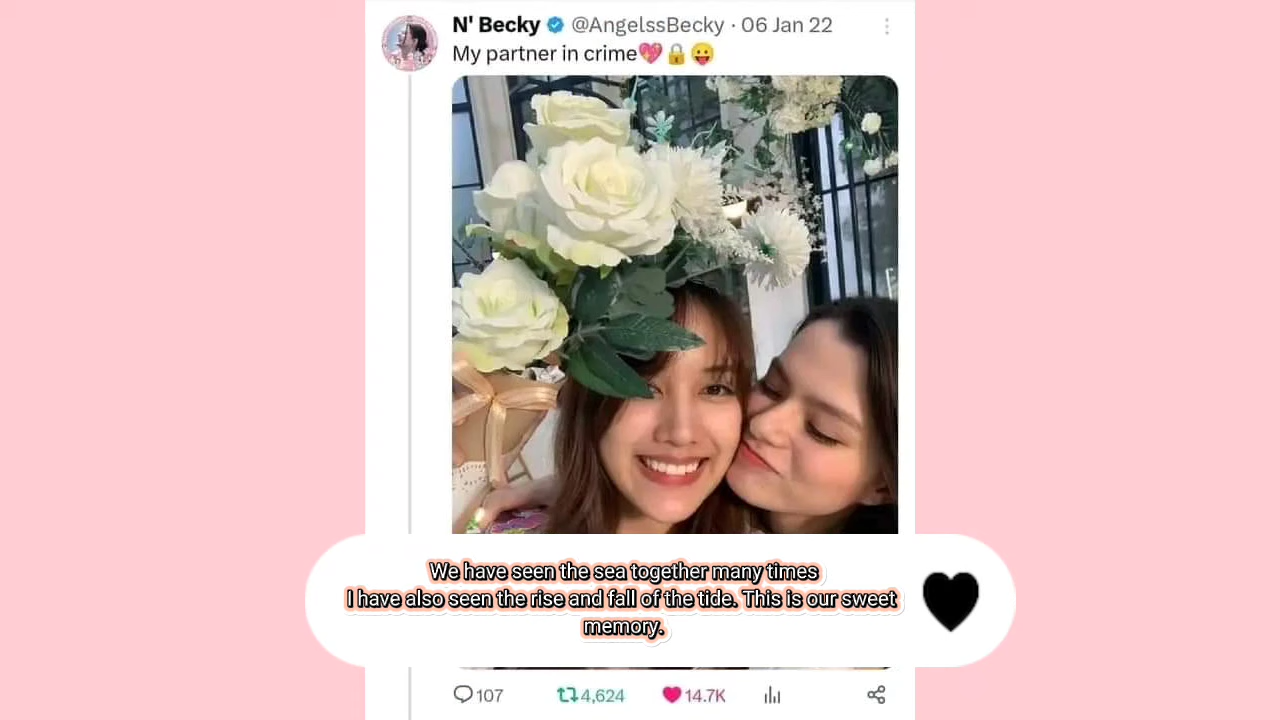 N' Becky @AngelssBecky · 06 Jan 22
My partner in crime💖🔒😛
We have seen the sea together many times
I have also seen the rise and fall of the tide. This is our sweet
memory.
107 4,624 14.7K